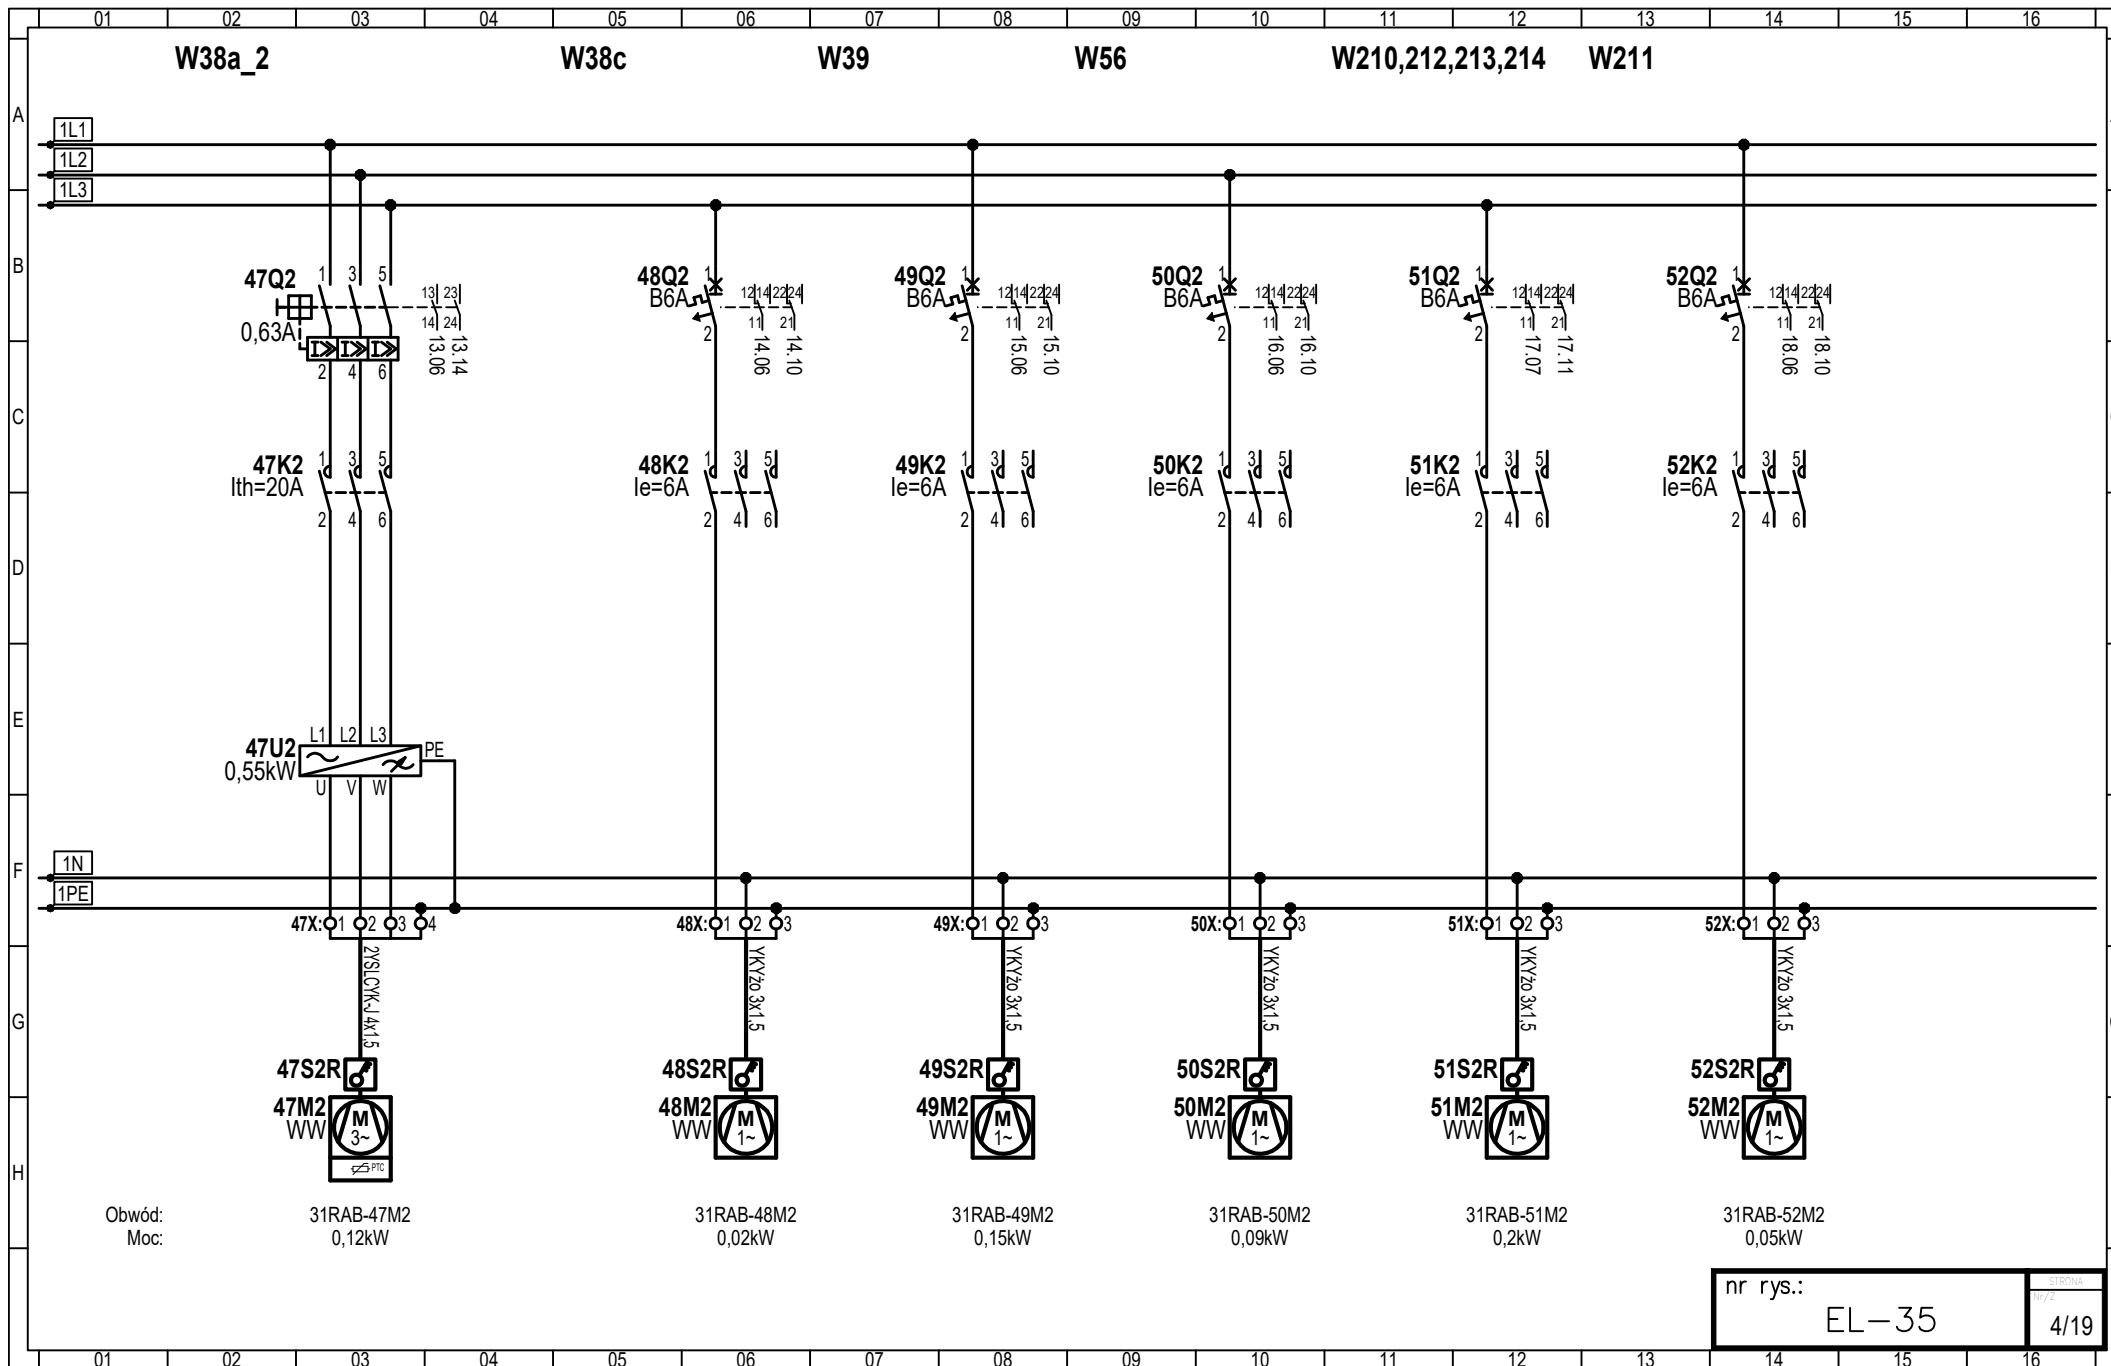 01 02 03 04 05 06 07 08 09 10 11 12 13 14 15 16
W38a_2 W38c W39 W56 W210,212,213,214 W211
A
1L1
1L2
1L3
B
47Q2 1 3 5 13 23 48Q2 1 12 14 22 24 49Q2 1 12 14 22 24 50Q2 1 12 14 22 24 51Q2 1 12 14 22 24 52Q2 1 12 14 22 24
0,63A 14 24 B6A 2 11 21 B6A 2 11 21 B6A 2 11 21 B6A 2 11 21 B6A 2 11 21
I≫ I≫ I≫
13.06 13.14 14.06 14.10 15.06 15.10 16.06 16.10 17.07 17.11 18.06 18.10
2 4 6
C
47K2 1 3 5 48K2 1 3 5 49K2 1 3 5 50K2 1 3 5 51K2 1 3 5 52K2 1 3 5
Ith=20A Ie=6A Ie=6A Ie=6A Ie=6A Ie=6A
2 4 6 2 4 6 2 4 6 2 4 6 2 4 6 2 4 6
D
E
L1 L2 L3
47U2 PE
0,55kW
U V W
F
1N
1PE
47X: 1 2 3 4 48X: 1 2 3 49X: 1 2 3 50X: 1 2 3 51X: 1 2 3 52X: 1 2 3
2YSLCYK-J 4x1,5 YKYżo 3x1,5 YKYżo 3x1,5 YKYżo 3x1,5 YKYżo 3x1,5 YKYżo 3x1,5
G
47S2R 48S2R 49S2R 50S2R 51S2R 52S2R
47M2 M 48M2 M 49M2 M 50M2 M 51M2 M 52M2 M
WW 3~ WW 1~ WW 1~ WW 1~ WW 1~ WW 1~
PTC
H
Obwód: 31RAB-47M2 31RAB-48M2 31RAB-49M2 31RAB-50M2 31RAB-51M2 31RAB-52M2
Moc: 0,12kW 0,02kW 0,15kW 0,09kW 0,2kW 0,05kW
nr rys.: STRONA
Nr/Z
EL-35 4/19
01 02 03 04 05 06 07 08 09 10 11 12 13 14 15 16